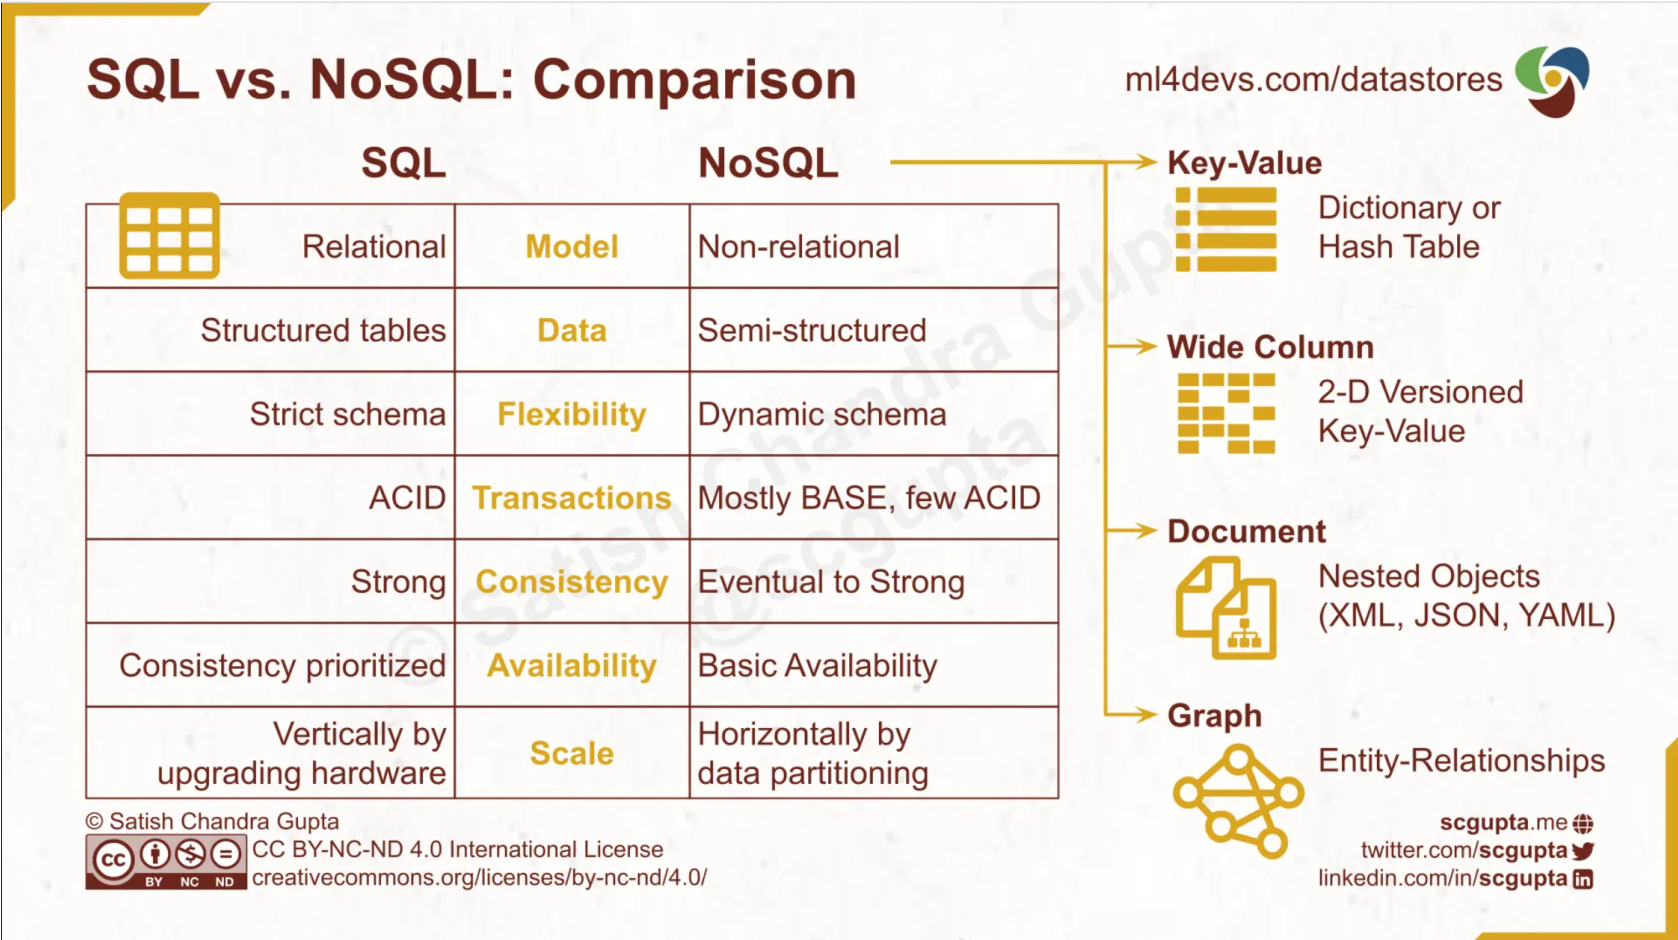 SQL vs. NoSQL: Comparison
ml4devs.com/datastores
SQL NoSQL
Relational Model Non-relational
Structured tables Data Semi-structured
Strict schema Flexibility Dynamic schema
ACID Transactions Mostly BASE, few ACID
Strong Consistency Eventual to Strong
Consistency prioritized Availability Basic Availability
Vertically by
upgrading hardware
Scale
Horizontally by
data partitioning
Key-Value
Dictionary or
Hash Table
Wide Column
2-D Versioned
Key-Value
Document
Nested Objects
(XML, JSON, YAML)
Graph
Entity-Relationships
© Satish Chandra Gupta
@scgupta
© Satish Chandra Gupta
cc BY NC ND
CC BY-NC-ND 4.0 International License
creativecommons.org/licenses/by-nc-nd/4.0/
scgupta.me
twitter.com/scgupta
linkedin.com/in/scgupta in